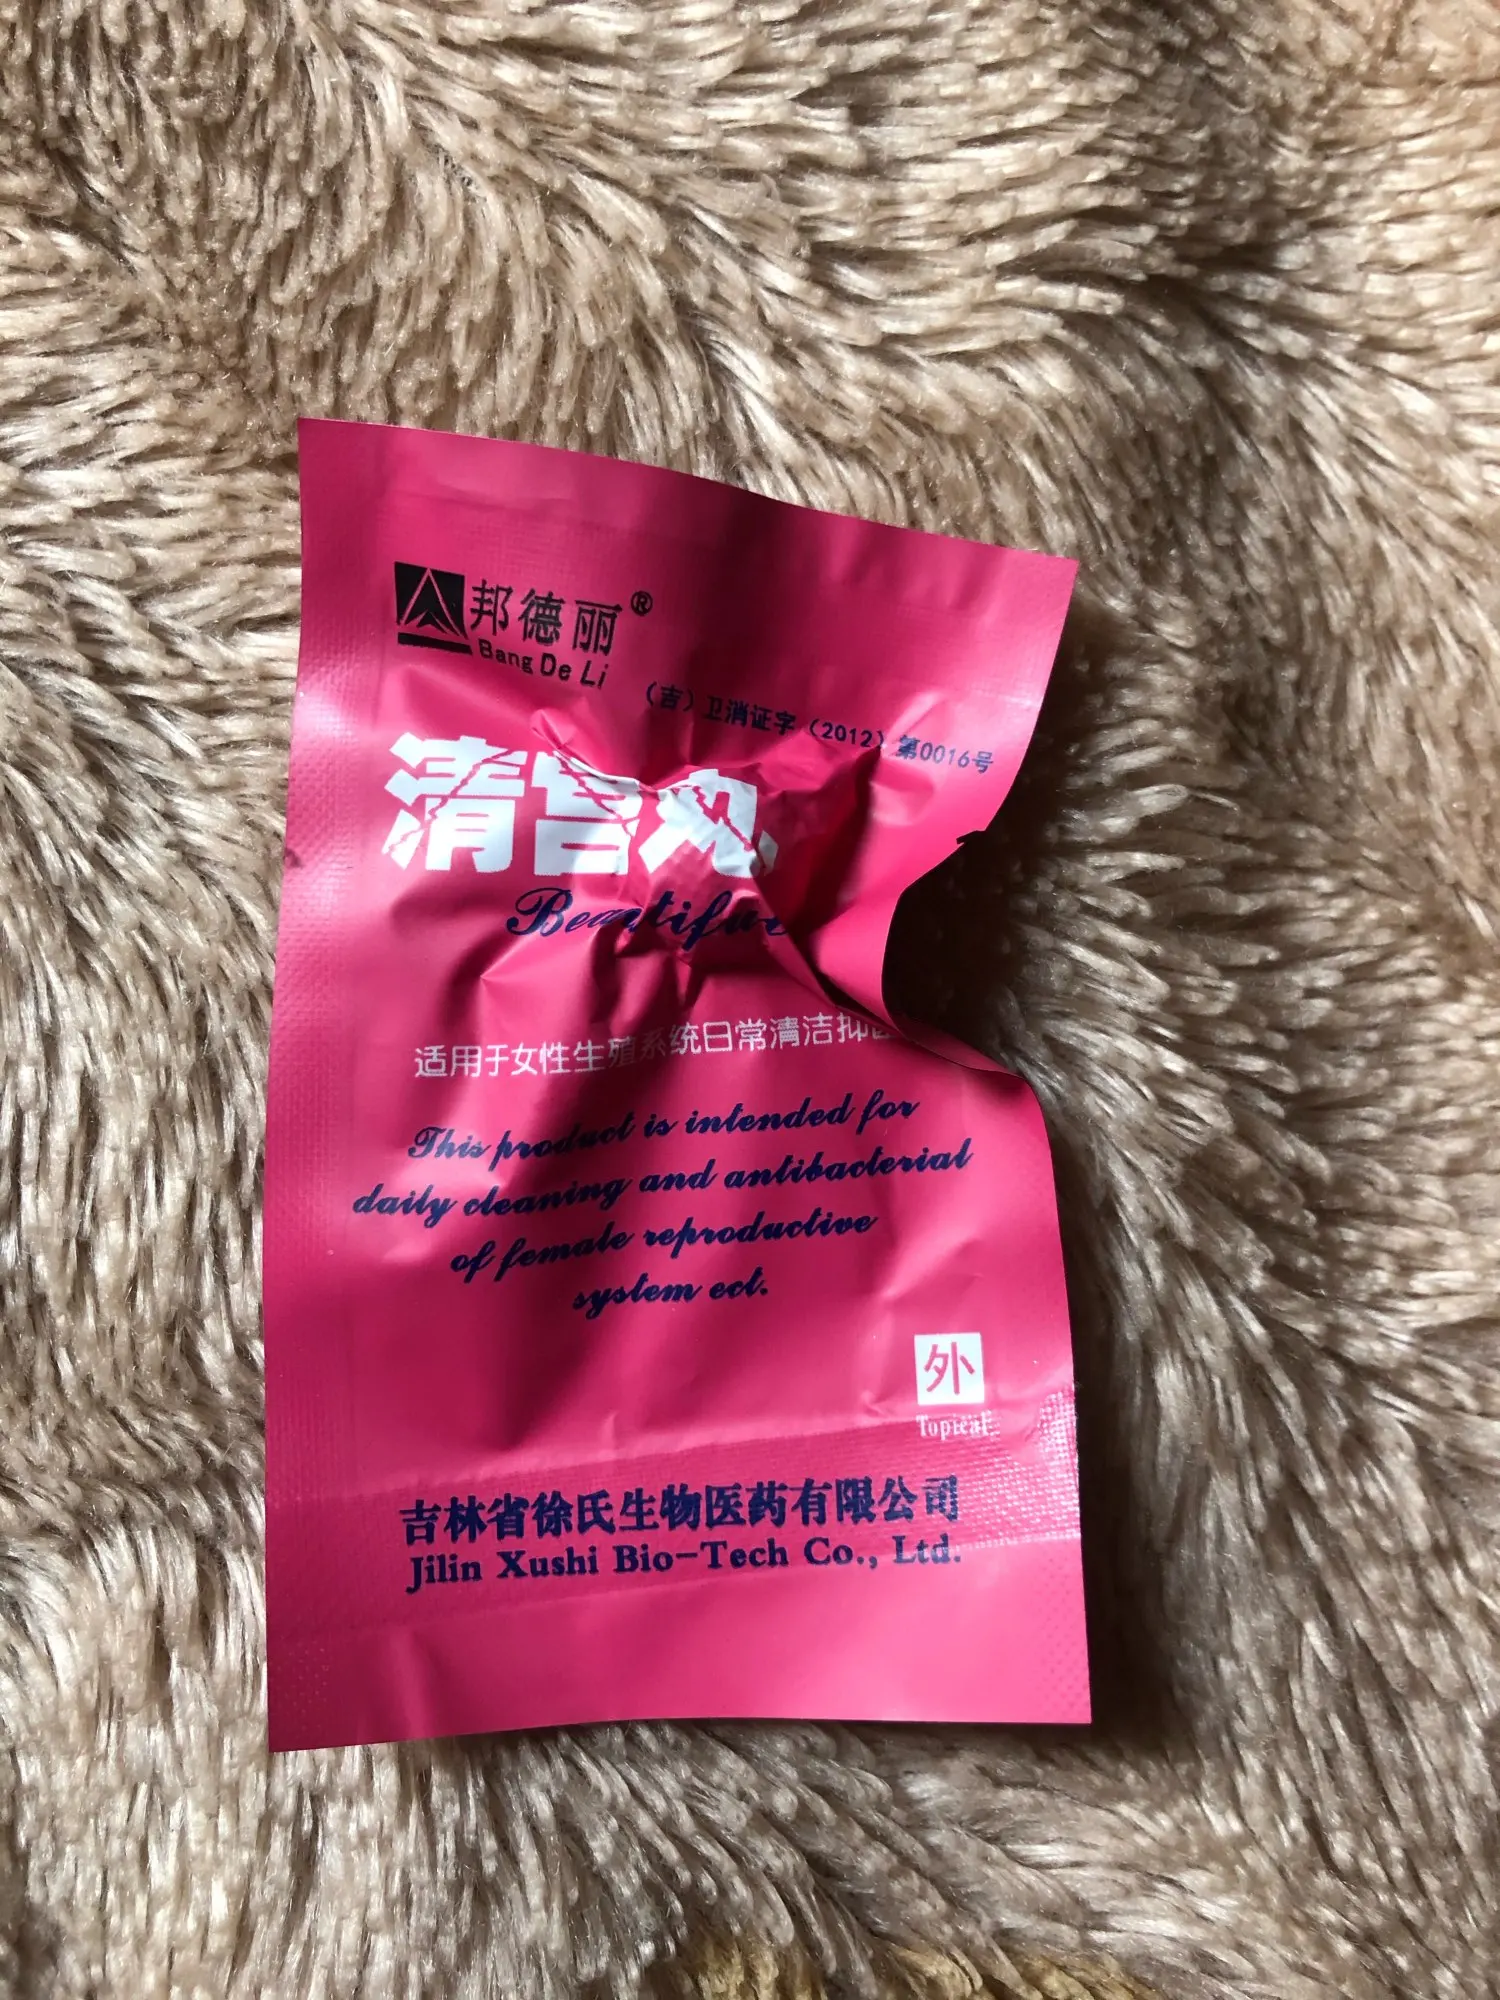 邦德丽®
Bang De Li
（吉）卫消证字（2012）第0016号
清宫丸
Beautiful
适用于女性生殖系统日常清洁抑菌
This product is intended for
daily cleaning and antibacterial
of female reproductive
system ect.
外
Topical
吉林省徐氏生物医药有限公司
Jilin Xushi Bio-Tech Co., Ltd.